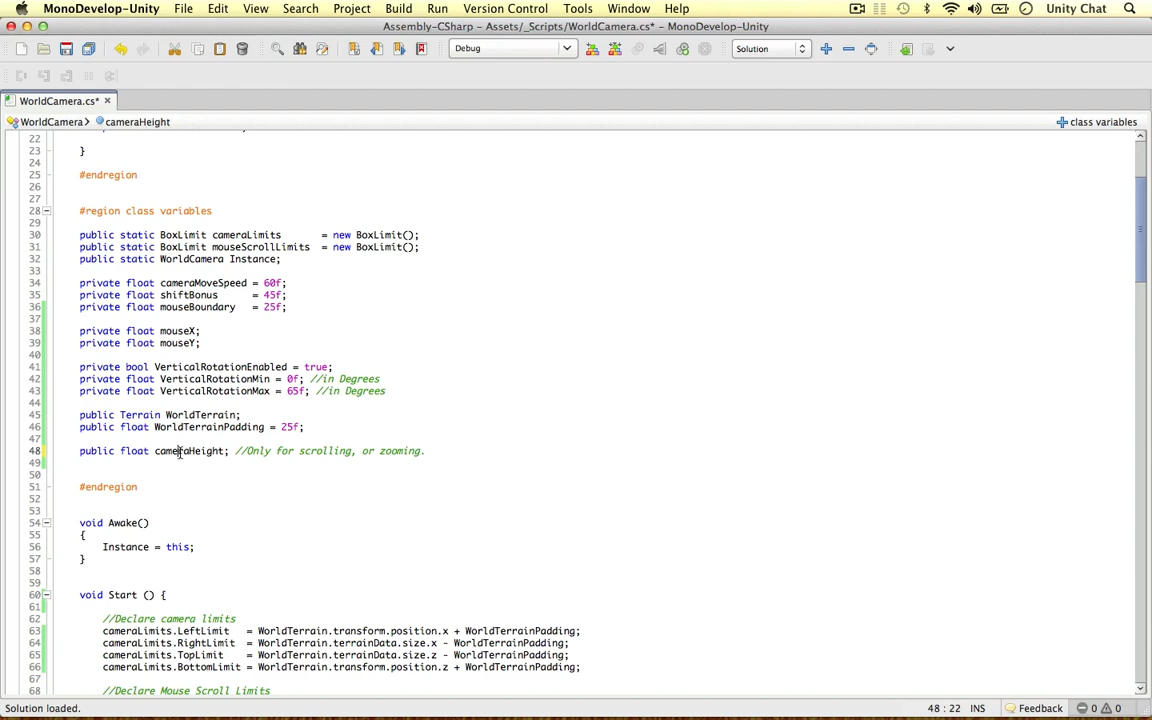 MonoDevelop-Unity File Edit View Search Project Build Run Version Control Tools Window Help Unity Chat
Assembly-CSharp - Assets/_Scripts/WorldCamera.cs* - MonoDevelop-Unity
Debug Solution
WorldCamera.cs*
WorldCamera cameraHeight class variables
22
23 }
24
25 #endregion
26
27
28 #region class variables
29
30 public static BoxLimit cameraLimits = new BoxLimit();
31 public static BoxLimit mouseScrollLimits = new BoxLimit();
32 public static WorldCamera Instance;
33
34 private float cameraMoveSpeed = 60f;
35 private float shiftBonus = 45f;
36 private float mouseBoundary = 25f;
37
38 private float mouseX;
39 private float mouseY;
40
41 private bool VerticalRotationEnabled = true;
42 private float VerticalRotationMin = 0f; //in Degrees
43 private float VerticalRotationMax = 65f; //in Degrees
44
45 public Terrain WorldTerrain;
46 public float WorldTerrainPadding = 25f;
47
48 public float cameraHeight; //Only for scrolling, or zooming.
49
50
51 #endregion
52
53
54 void Awake()
55 {
56 Instance = this;
57 }
58
59
60 void Start () {
61
62 //Declare camera limits
63 cameraLimits.LeftLimit = WorldTerrain.transform.position.x + WorldTerrainPadding;
64 cameraLimits.RightLimit = WorldTerrain.terrainData.size.x - WorldTerrainPadding;
65 cameraLimits.TopLimit = WorldTerrain.terrainData.size.z - WorldTerrainPadding;
66 cameraLimits.BottomLimit = WorldTerrain.transform.position.z + WorldTerrainPadding;
67
68 //Declare Mouse Scroll Limits
Solution loaded. 48 : 22 INS Feedback 0 0